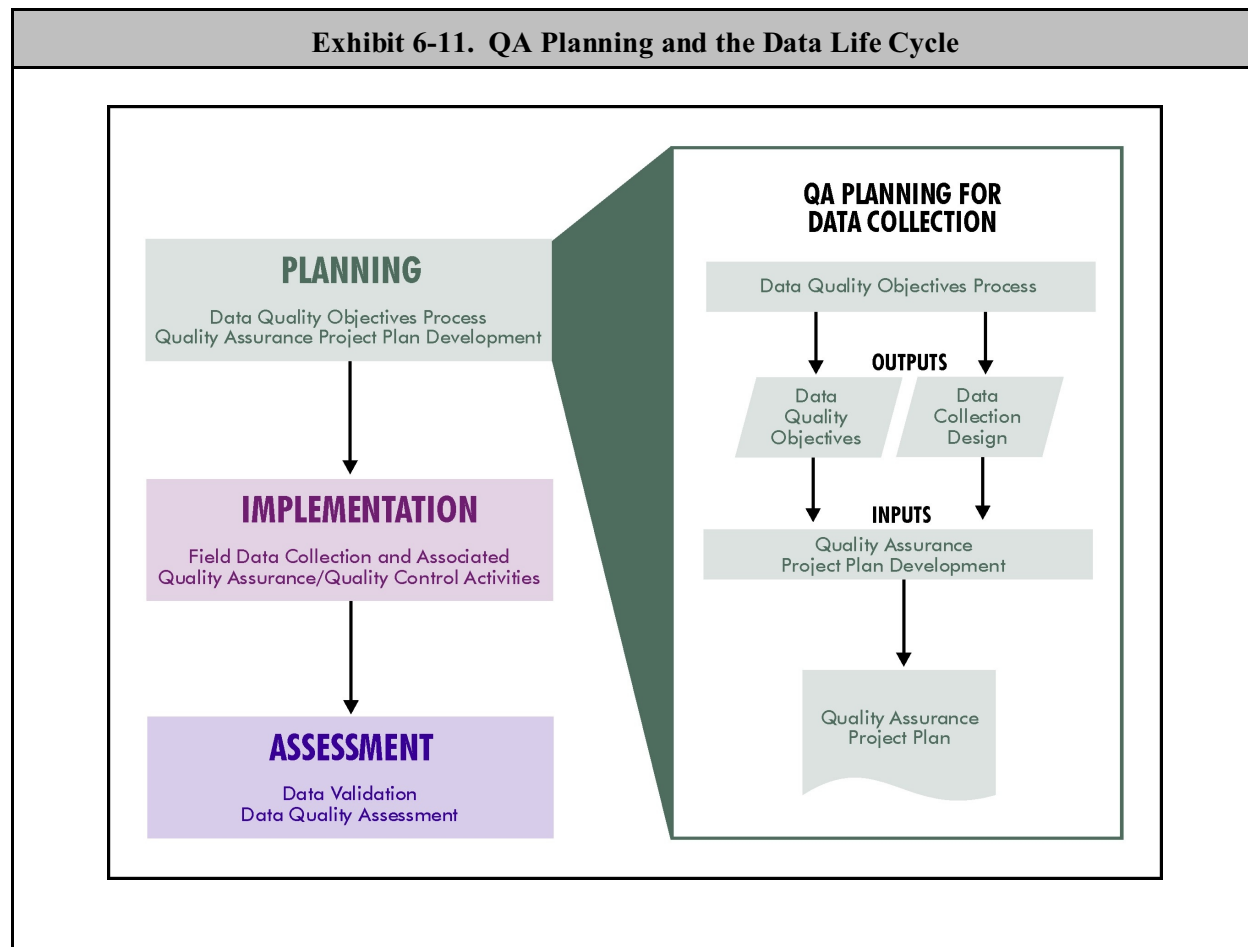 Exhibit 6-11. QA Planning and the Data Life Cycle
PLANNING
Data Quality Objectives Process
Quality Assurance Project Plan Development
IMPLEMENTATION
Field Data Collection and Associated
Quality Assurance/Quality Control Activities
ASSESSMENT
Data Validation
Data Quality Assessment
QA PLANNING FOR
DATA COLLECTION
Data Quality Objectives Process
OUTPUTS
Data
Quality
Objectives
Data
Collection
Design
INPUTS
Quality Assurance
Project Plan Development
Quality Assurance
Project Plan